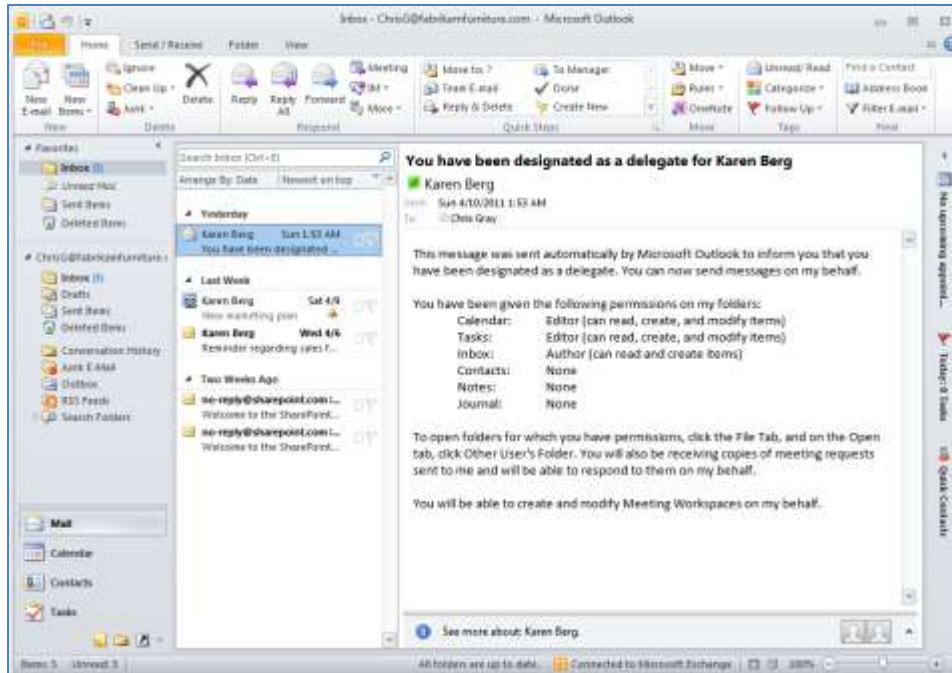 Inbox - ChrisG@fabrikamfurniture.com - Microsoft Outlook
File Home Send / Receive Folder View
Ignore
Clean Up
Junk
Delete
Reply
Reply All
Forward
Meeting
IM
More
New E-mail
New Items
New
Delete
Respond
Move to: ?
Team E-mail
Reply & Delete
To Manager
Done
Create New
Quick Steps
Move
Rules
OneNote
Move
Unread/ Read
Categorize
Follow Up
Tags
Find a Contact
Address Book
Filter E-mail
Find
Favorites
Inbox (5)
Unread Mail
Sent Items
Deleted Items
ChrisG@fabrikamfurniture.c
Inbox (5)
Drafts
Sent Items
Deleted Items
Conversation History
Junk E-Mail
Outbox
RSS Feeds
Search Folders
Mail
Calendar
Contacts
Tasks
Search Inbox (Ctrl+E)
Arrange By: Date Newest on top
Yesterday
Karen Berg Sun 1:53 AM
You have been designated ...
Last Week
Karen Berg Sat 4/9
New marketing plan
Karen Berg Wed 4/6
Reminder regarding sales f...
Two Weeks Ago
no-reply@sharepoint.com :...
Welcome to the SharePoint...
no-reply@sharepoint.com :...
Welcome to the SharePoint...
You have been designated as a delegate for Karen Berg
Karen Berg
Sent: Sun 4/10/2011 1:53 AM
To: Chris Gray
This message was sent automatically by Microsoft Outlook to inform you that you
have been designated as a delegate. You can now send messages on my behalf.
You have been given the following permissions on my folders:
Calendar: Editor (can read, create, and modify items)
Tasks: Editor (can read, create, and modify items)
Inbox: Author (can read and create items)
Contacts: None
Notes: None
Journal: None
To open folders for which you have permissions, click the File Tab, and on the Open
tab, click Other User's Folder. You will also be receiving copies of meeting requests
sent to me and will be able to respond to them on my behalf.
You will be able to create and modify Meeting Workspaces on my behalf.
See more about: Karen Berg.
No upcoming appoint...
Today: 0 Tasks
Quick Contacts
Items: 5 Unread: 5
All folders are up to date. Connected to Microsoft Exchange 100%